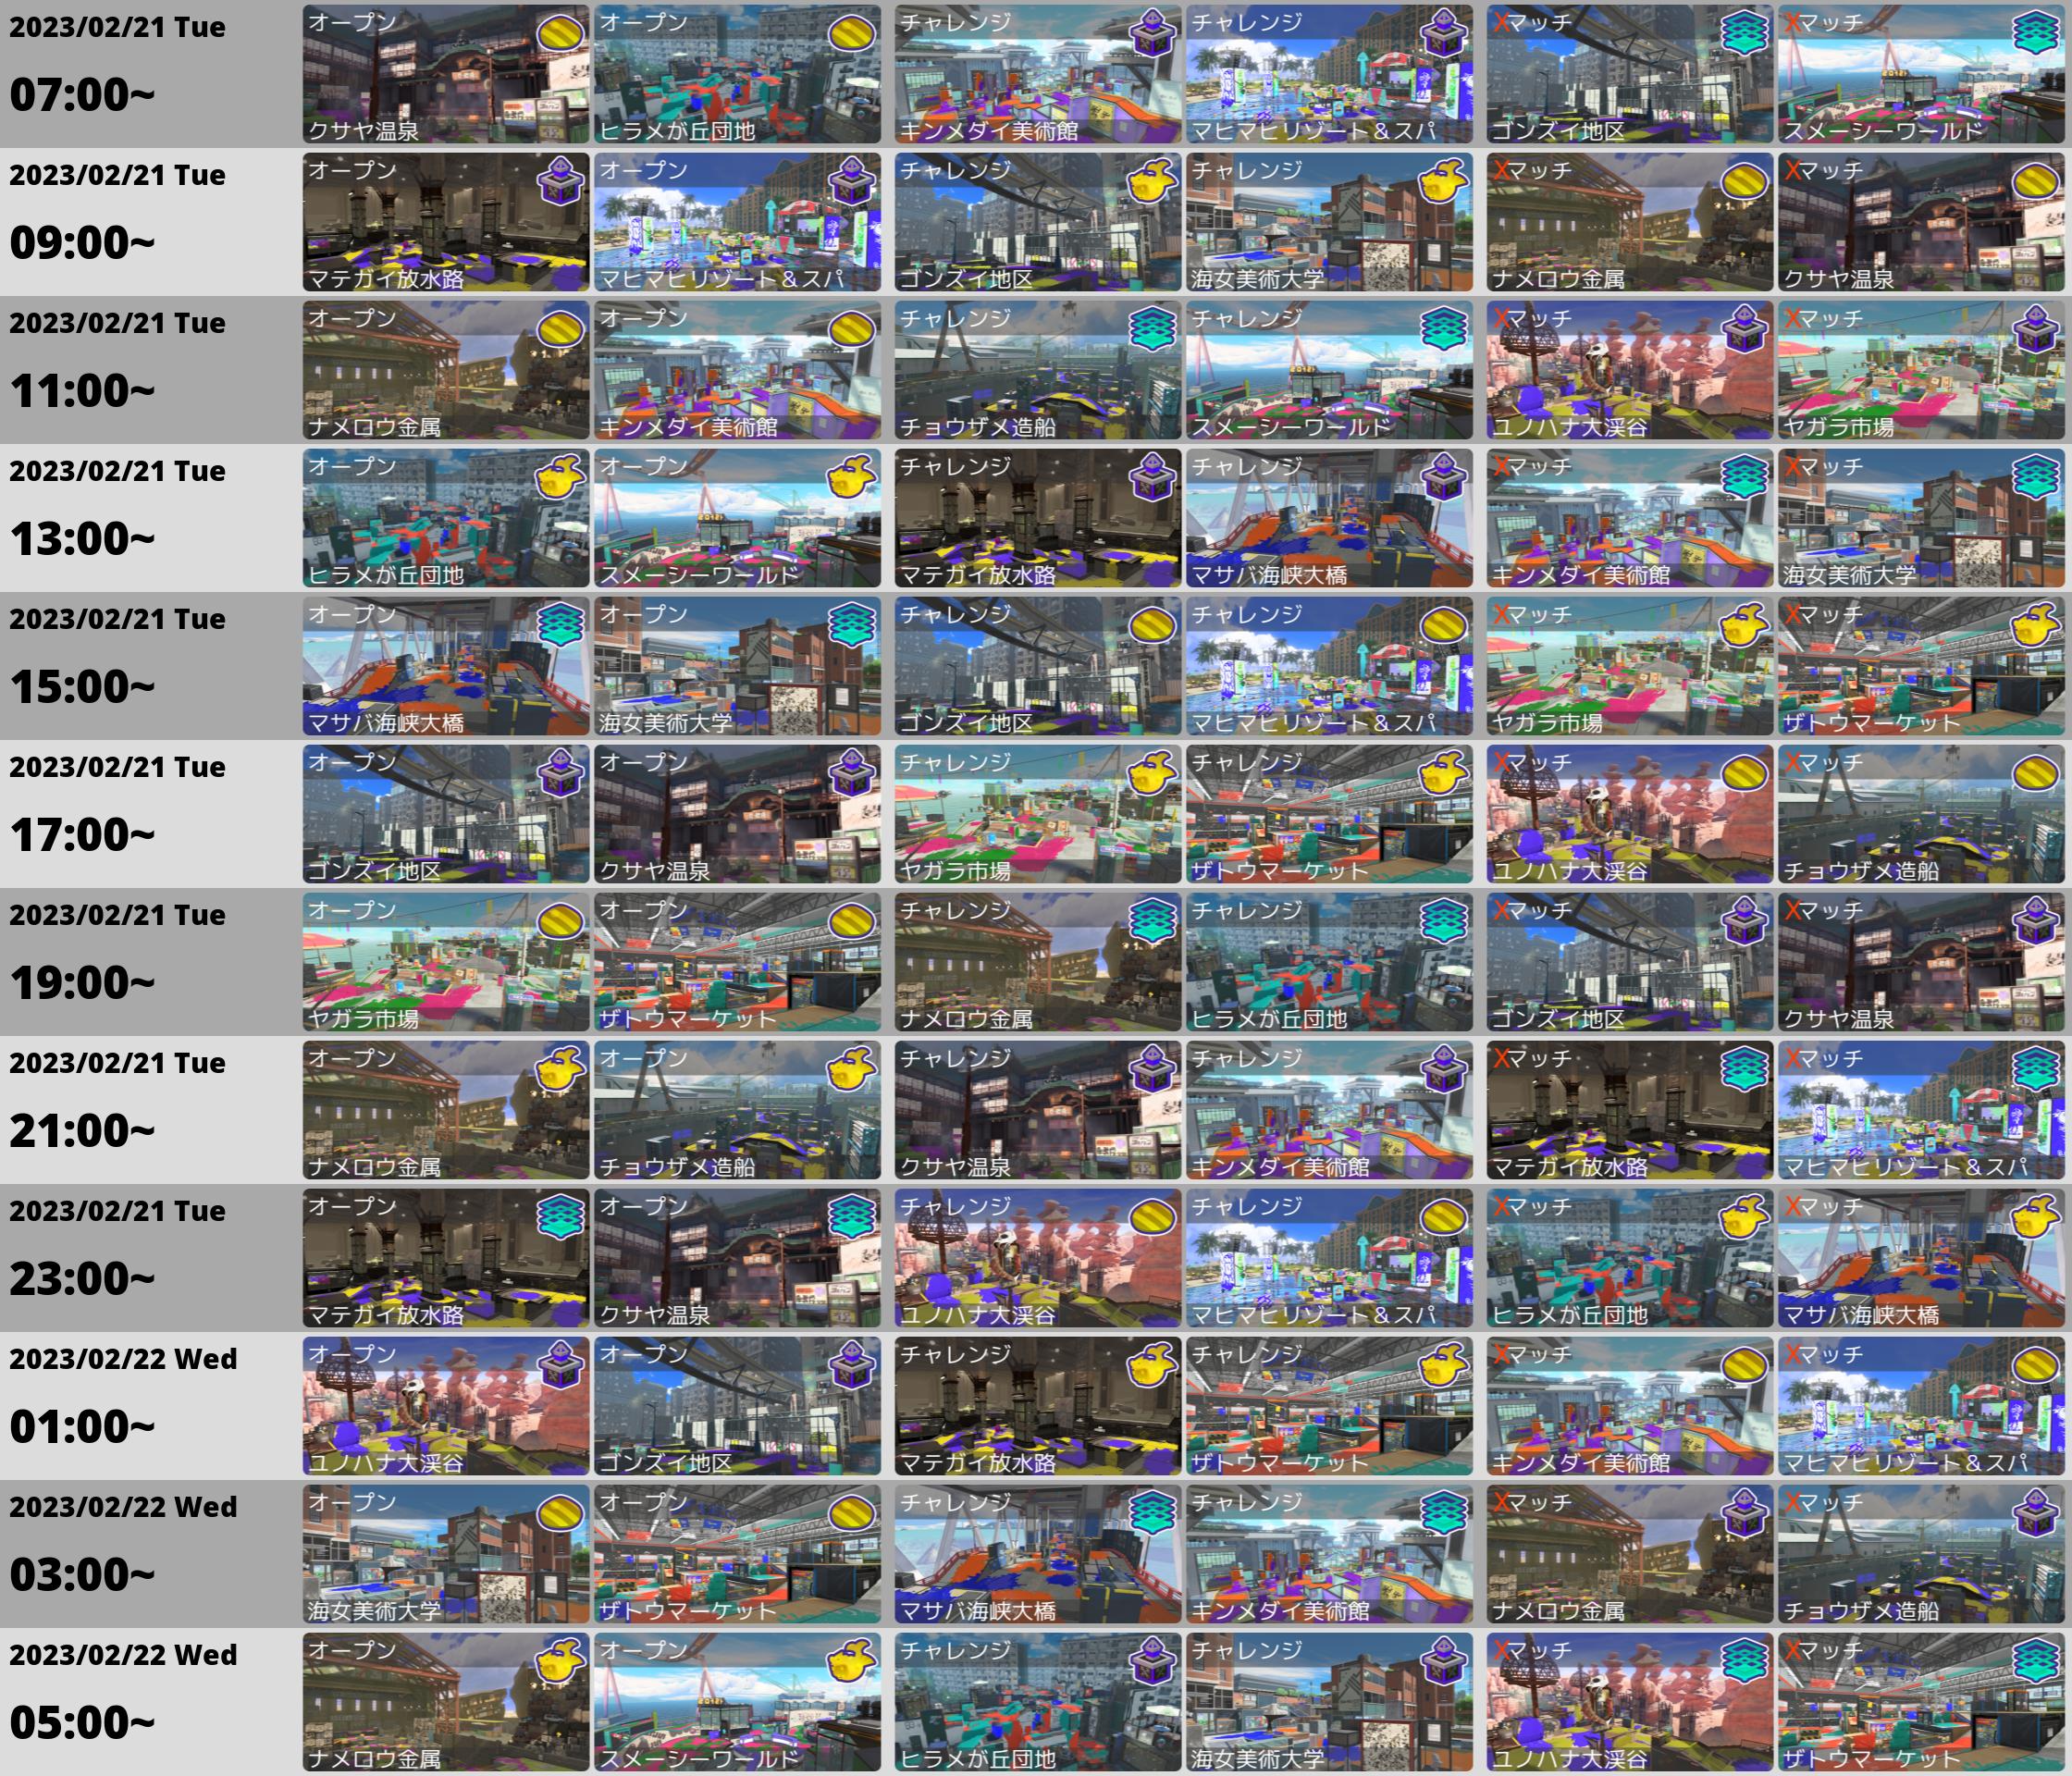 2023/02/21 Tue
07:00~
オープン オープン チャレンジ チャレンジ Xマッチ Xマッチ
クサヤ温泉 ヒラメが丘団地 キンメダイ美術館 マヒマヒリゾート&スパ ゴンズイ地区 スメーシーワールド
2023/02/21 Tue
09:00~
オープン オープン チャレンジ チャレンジ Xマッチ Xマッチ
マテガイ放水路 マヒマヒリゾート&スパ ゴンズイ地区 海女美術大学 ナメロウ金属 クサヤ温泉
2023/02/21 Tue
11:00~
オープン オープン チャレンジ チャレンジ Xマッチ Xマッチ
ナメロウ金属 キンメダイ美術館 チョウザメ造船 スメーシーワールド ユノハナ大渓谷 ヤガラ市場
2023/02/21 Tue
13:00~
オープン オープン チャレンジ チャレンジ Xマッチ Xマッチ
ヒラメが丘団地 スメーシーワールド マテガイ放水路 マサバ海峡大橋 キンメダイ美術館 海女美術大学
2023/02/21 Tue
15:00~
オープン オープン チャレンジ チャレンジ Xマッチ Xマッチ
マサバ海峡大橋 海女美術大学 ゴンズイ地区 マヒマヒリゾート&スパ ヤガラ市場 ザトウマーケット
2023/02/21 Tue
17:00~
オープン オープン チャレンジ チャレンジ Xマッチ Xマッチ
ゴンズイ地区 クサヤ温泉 ヤガラ市場 ザトウマーケット ユノハナ大渓谷 チョウザメ造船
2023/02/21 Tue
19:00~
オープン オープン チャレンジ チャレンジ Xマッチ Xマッチ
ヤガラ市場 ザトウマーケット ナメロウ金属 ヒラメが丘団地 ゴンズイ地区 クサヤ温泉
2023/02/21 Tue
21:00~
オープン オープン チャレンジ チャレンジ Xマッチ Xマッチ
ナメロウ金属 チョウザメ造船 クサヤ温泉 キンメダイ美術館 マテガイ放水路 マヒマヒリゾート&スパ
2023/02/21 Tue
23:00~
オープン オープン チャレンジ チャレンジ Xマッチ Xマッチ
マテガイ放水路 クサヤ温泉 ユノハナ大渓谷 マヒマヒリゾート&スパ ヒラメが丘団地 マサバ海峡大橋
2023/02/22 Wed
01:00~
オープン オープン チャレンジ チャレンジ Xマッチ Xマッチ
ユノハナ大渓谷 ゴンズイ地区 マテガイ放水路 ザトウマーケット キンメダイ美術館 マヒマヒリゾート&スパ
2023/02/22 Wed
03:00~
オープン オープン チャレンジ チャレンジ Xマッチ Xマッチ
海女美術大学 ザトウマーケット マサバ海峡大橋 キンメダイ美術館 ナメロウ金属 チョウザメ造船
2023/02/22 Wed
05:00~
オープン オープン チャレンジ チャレンジ Xマッチ Xマッチ
ナメロウ金属 スメーシーワールド ヒラメが丘団地 海女美術大学 ユノハナ大渓谷 ザトウマーケット